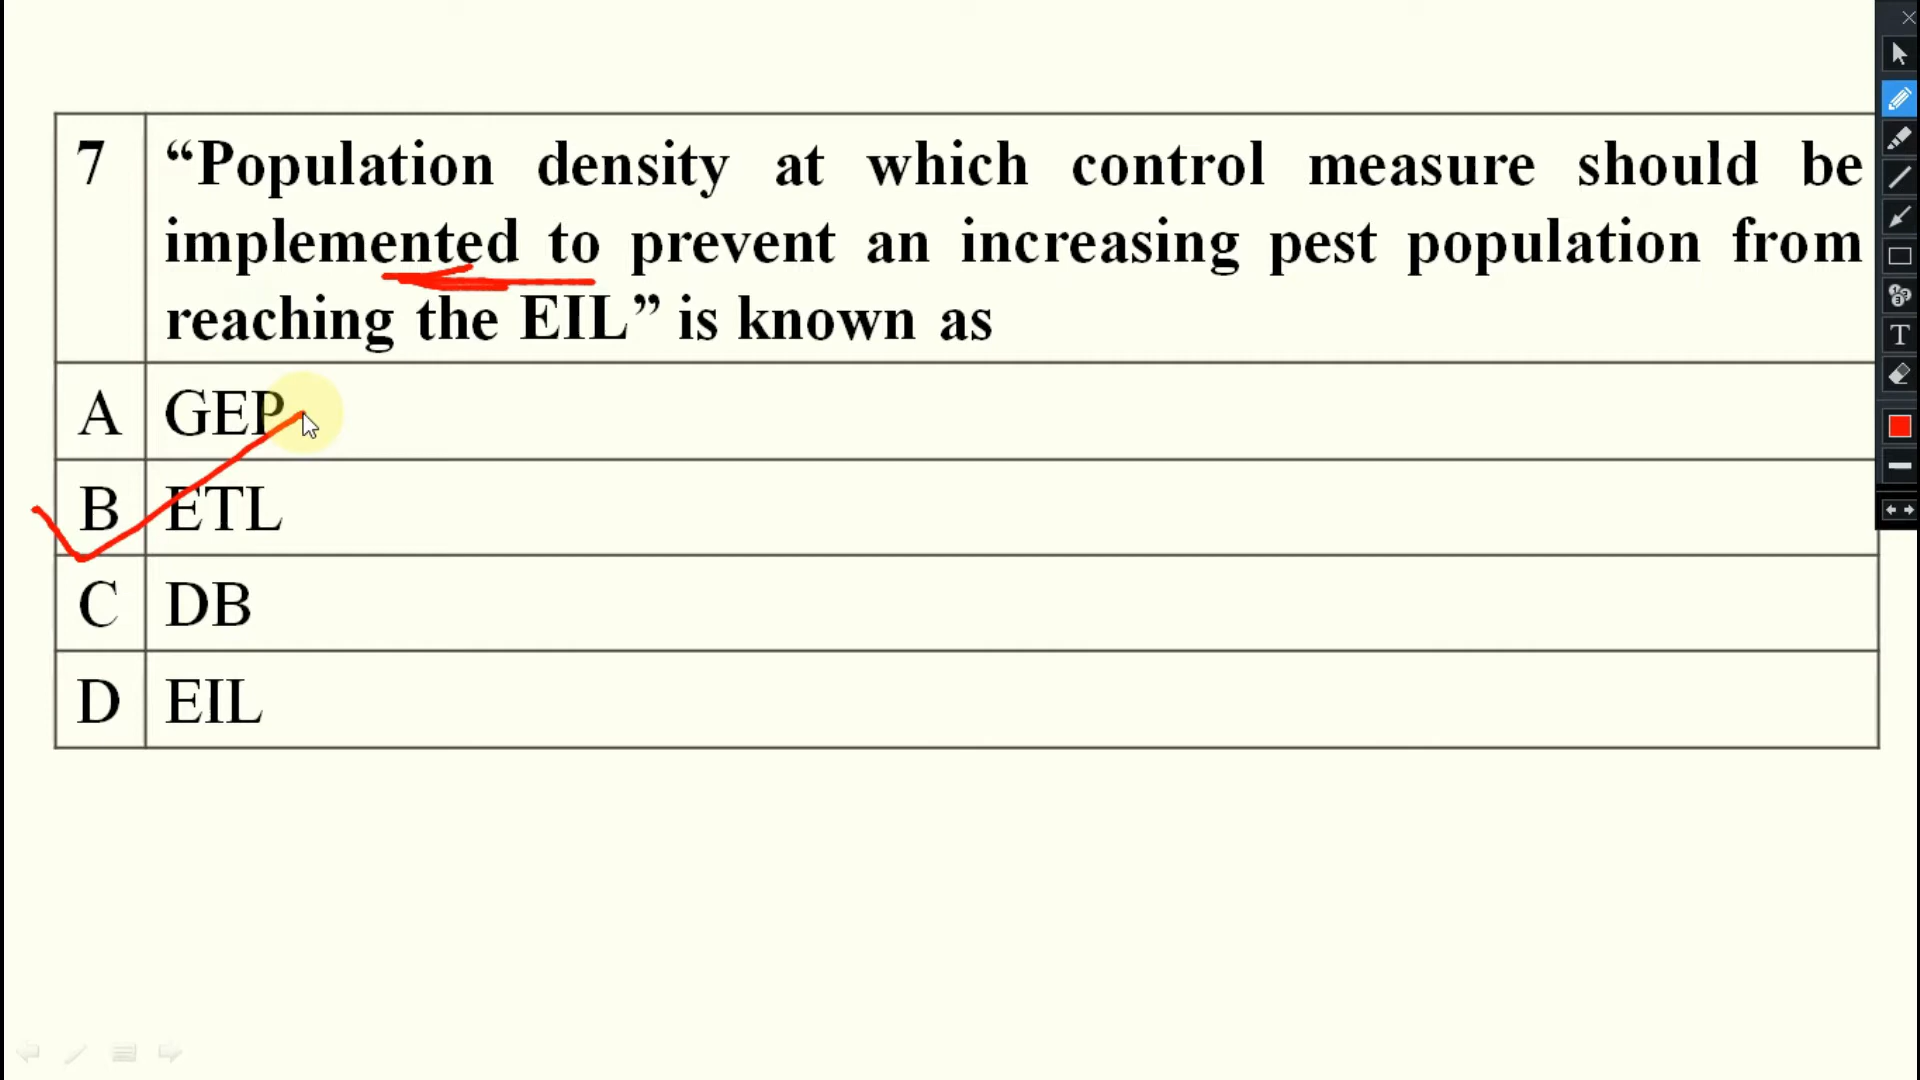 7 “Population density at which control measure should be
implemented to prevent an increasing pest population from
reaching the EIL” is known as
A GEP
B ETL
C DB
D EIL
T